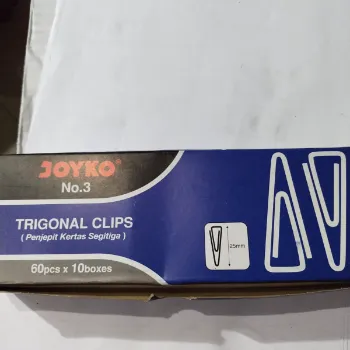 JOYKO
No.3
TRIGONAL CLIPS
( Penjepit Kertas Segitiga )
25mm
60pcs x 10boxes